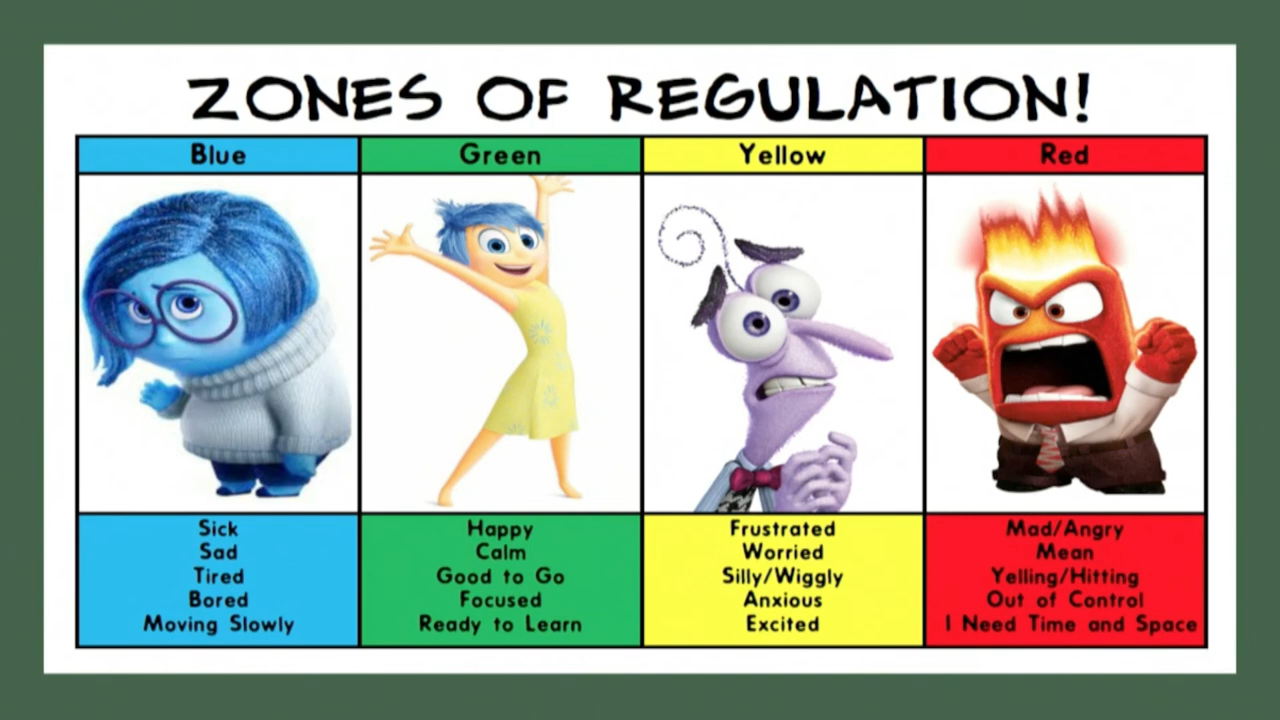 ZONES OF REGULATION!
Blue
Green
Yellow
Red
Sick
Sad
Tired
Bored
Moving Slowly
Happy
Calm
Good to Go
Focused
Ready to Learn
Frustrated
Worried
Silly/Wiggly
Anxious
Excited
Mad/Angry
Mean
Yelling/Hitting
Out of Control
I Need Time and Space